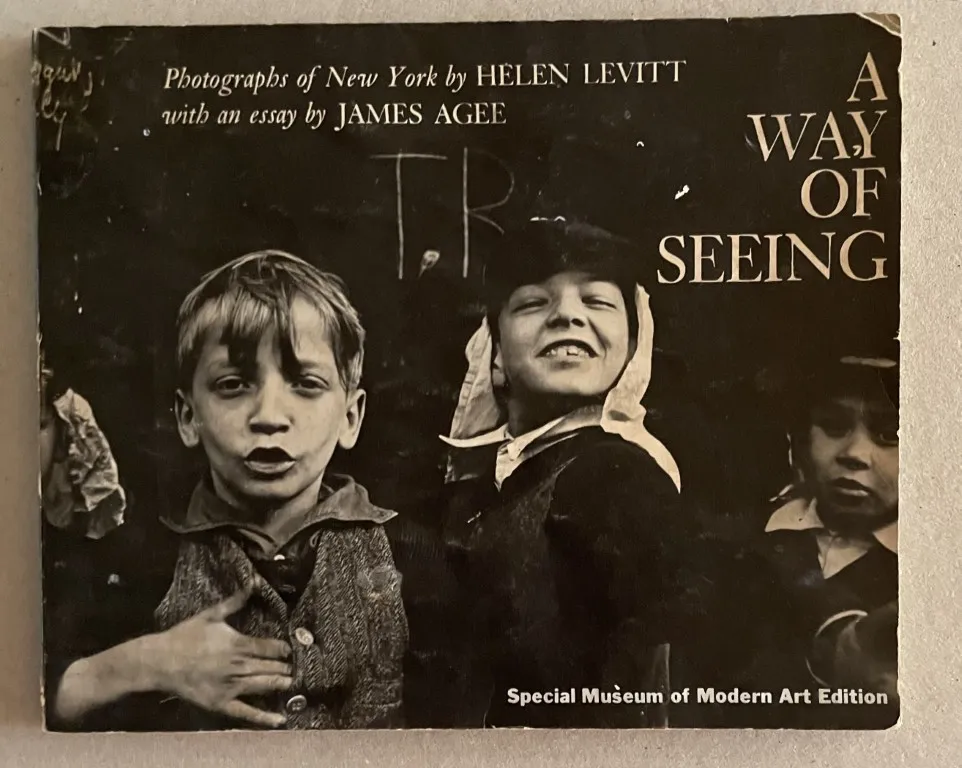 Photographs of New York by HELEN LEVITT
with an essay by JAMES AGEE
A
WAY
OF
SEEING
T.R
Special Museum of Modern Art Edition